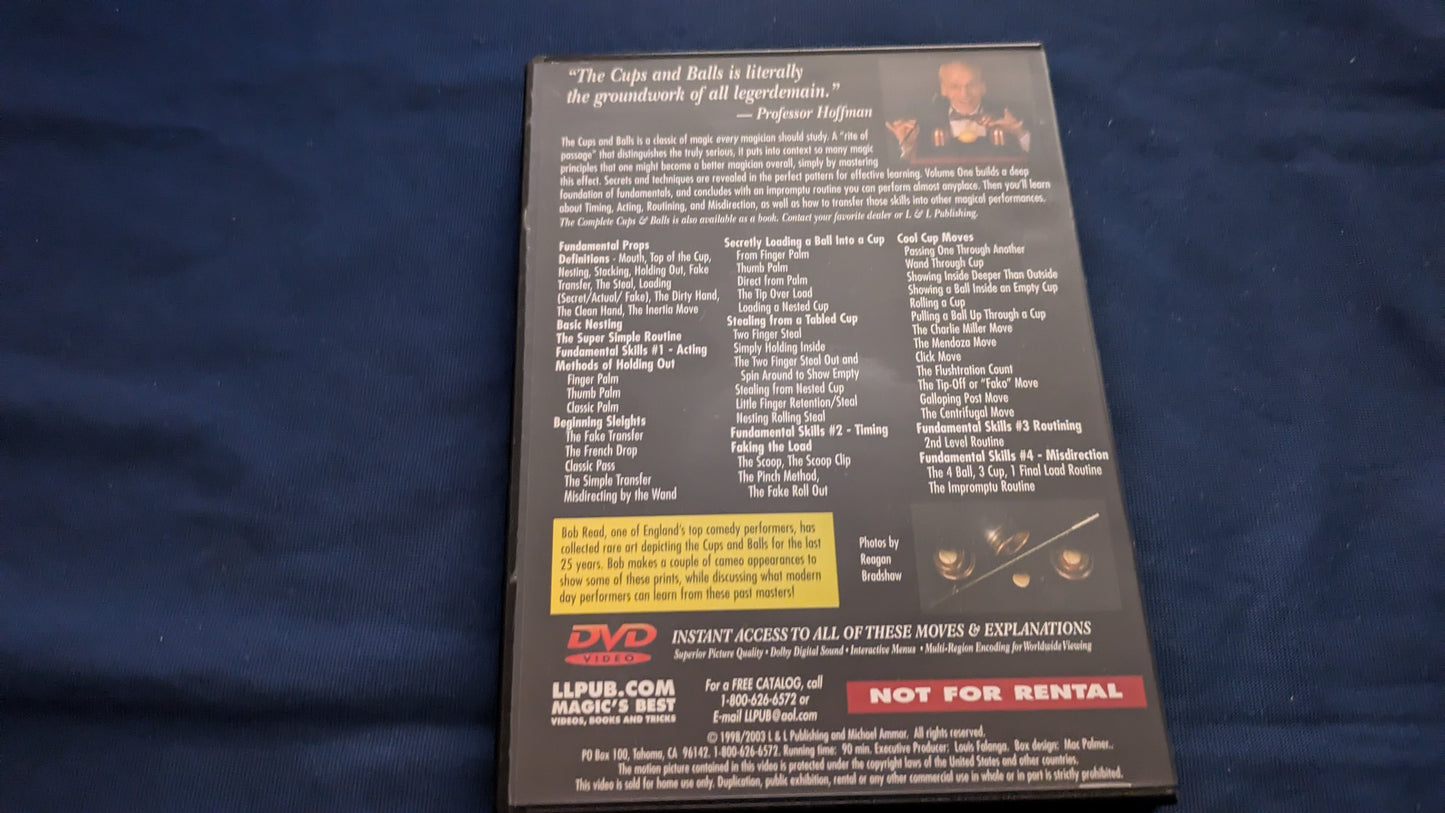 “The Cups and Balls is literally
the groundwork of all legerdemain.”
— Professor Hoffman
The Cups and Balls is a classic of magic every magician should study. A “rite of
passage” that distinguishes the truly serious, it puts into context so many magic
principles that one might become a better magician overall, simply by mastering
this effect. Secrets and techniques are revealed in the perfect pattern for effective learning. Volume One builds a deep
foundation of fundamentals, and concludes with an impromptu routine you can perform almost anyplace. Then you'll learn
about Timing, Acting, Routining, and Misdirection, as well as how to transfer those skills into other magical performances.
The Complete Cups & Balls is also available as a book. Contact your favorite dealer or L & L Publishing.
Fundamental Props
Definitions - Mouth, Top of the Cup,
Nesting, Stacking, Holding Out, Fake
Transfer, The Steal, Loading
(Secret/Actual/ Fake), The Dirty Hand,
The Clean Hand, The Inertia Move
Basic Nesting
The Super Simple Routine
Fundamental Skills #1 - Acting
Methods of Holding Out
Finger Palm
Thumb Palm
Classic Palm
Beginning Sleights
The Fake Transfer
The French Drop
Classic Pass
The Simple Transfer
Misdirecting by the Wand
Secretly Loading a Ball Into a Cup
From Finger Palm
Thumb Palm
Direct from Palm
The Tip Over Load
Loading a Nested Cup
Stealing from a Tabled Cup
Two Finger Steal
Simply Holding Inside
The Two Finger Steal Out and
Spin Around to Show Empty
Stealing from Nested Cup
Little Finger Retention/Steal
Nesting Rolling Steal
Fundamental Skills #2 - Timing
Faking the Load
The Scoop, The Scoop Clip
The Pinch Method,
The Fake Roll Out
Cool Cup Moves
Passing One Through Another
Wand Through Cup
Showing Inside Deeper Than Outside
Showing a Ball Inside an Empty Cup
Rolling a Cup
Pulling a Ball Up Through a Cup
The Charlie Miller Move
The Mendoza Move
Click Move
The Flushtration Count
The Tip-Off or “Fako” Move
Galloping Post Move
The Centrifugal Move
Fundamental Skills #3 Routining
2nd Level Routine
Fundamental Skills #4 - Misdirection
The 4 Ball, 3 Cup, 1 Final Load Routine
The Impromptu Routine
Bob Read, one of England's top comedy performers, has
collected rare art depicting the Cups and Balls for the last
25 years. Bob makes a couple of cameo appearances to
show some of these prints, while discussing what modern
day performers can learn from these past masters!
Photos by
Reagan
Bradshaw
DVD
VIDEO
INSTANT ACCESS TO ALL OF THESE MOVES & EXPLANATIONS
Superior Picture Quality • Dolby Digital Sound • Interactive Menus • Multi-Region Encoding for Worldwide Viewing
LLPUB.COM
MAGIC'S BEST
VIDEOS, BOOKS AND TRICKS
For a FREE CATALOG, call
1-800-626-6572 or
E-mail LLPUB@aol.com
NOT FOR RENTAL
© 1998/2003 L & L Publishing and Michael Ammar. All rights reserved.
PO Box 100, Tahoma, CA 96142. 1-800-626-6572. Running time: 90 min. Executive Producer: Louis Falanga. Box design: Mac Palmer..
The motion picture contained in this video is protected under the copyright laws of the United States and other countries.
This video is sold for home use only. Duplication, public exhibition, rental or any other commercial use in whole or in part is strictly prohibited.